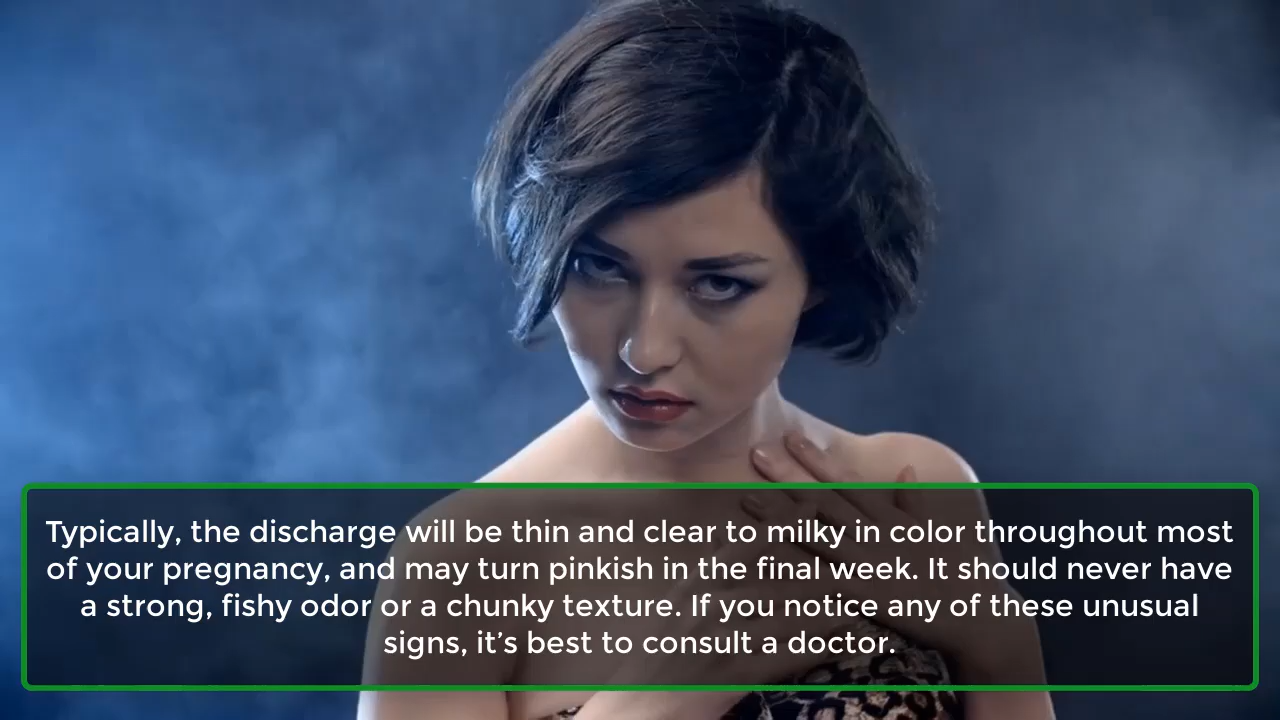 Typically, the discharge will be thin and clear to milky in color throughout most
of your pregnancy, and may turn pinkish in the final week. It should never have
a strong, fishy odor or a chunky texture. If you notice any of these unusual
signs, it’s best to consult a doctor.